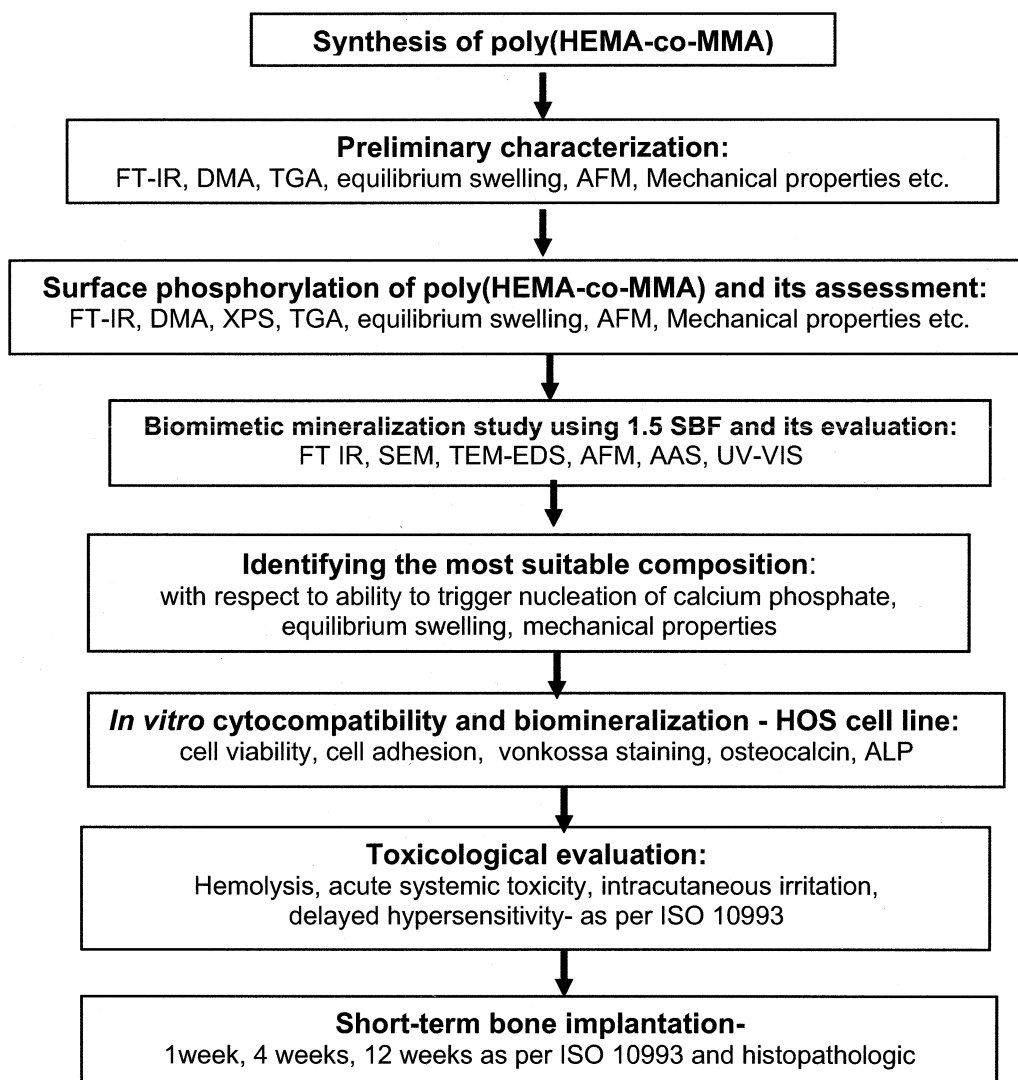 Synthesis of poly(HEMA-co-MMA)
Preliminary characterization:
FT-IR, DMA, TGA, equilibrium swelling, AFM, Mechanical properties etc.
Surface phosphorylation of poly(HEMA-co-MMA) and its assessment:
FT-IR, DMA, XPS, TGA, equilibrium swelling, AFM, Mechanical properties etc.
Biomimetic mineralization study using 1.5 SBF and its evaluation:
FT IR, SEM, TEM-EDS, AFM, AAS, UV-VIS
Identifying the most suitable composition:
with respect to ability to trigger nucleation of calcium phosphate,
equilibrium swelling, mechanical properties
In vitro cytocompatibility and biomineralization - HOS cell line:
cell viability, cell adhesion, vonkossa staining, osteocalcin, ALP
Toxicological evaluation:
Hemolysis, acute systemic toxicity, intracutaneous irritation,
delayed hypersensitivity- as per ISO 10993
Short-term bone implantation-
1week, 4 weeks, 12 weeks as per ISO 10993 and histopathologic